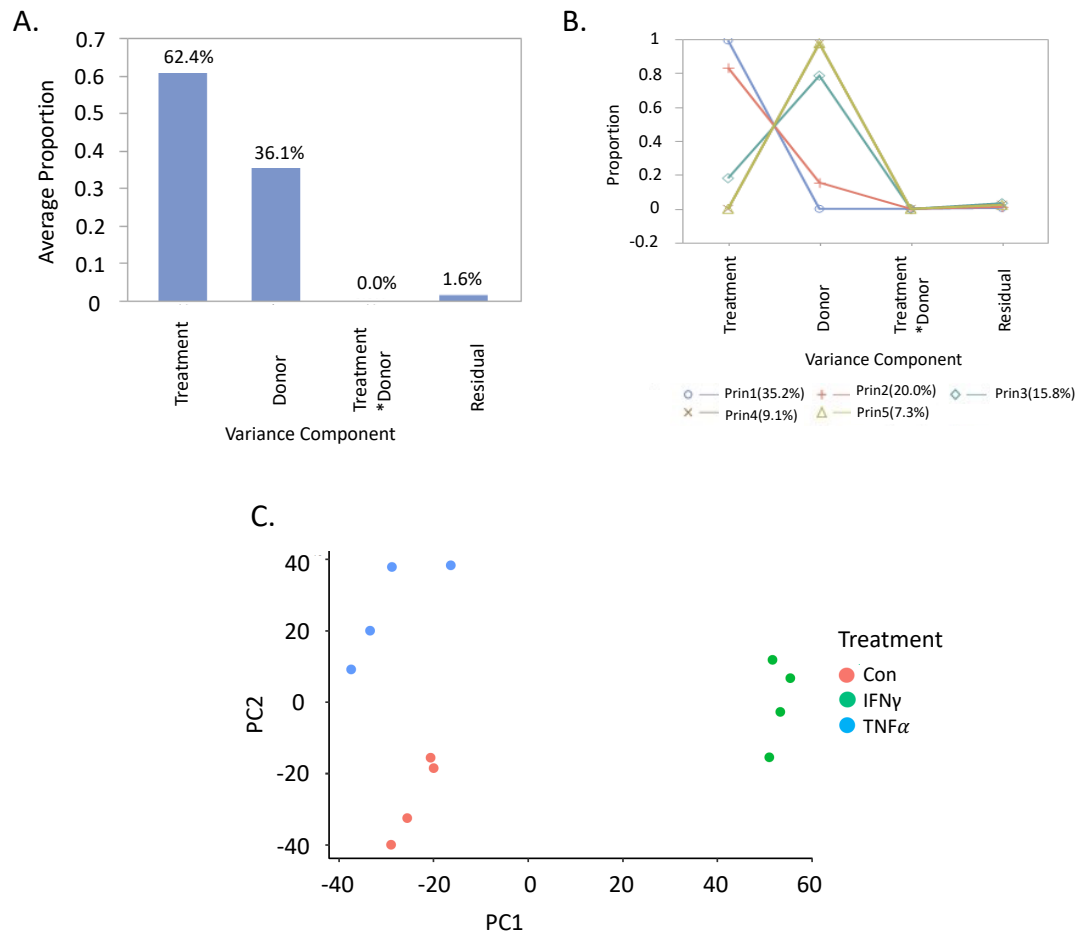 A.
0.7
0.6
0.5
0.4
0.3
0.2
0.1
0
Average Proportion
62.4%
36.1%
0.0%
1.6%
Treatment
Donor
Treatment
*Donor
Residual
Variance Component
B.
1
0.8
0.6
0.4
0.2
0
-0.2
Proportion
Treatment
Donor
Treatment
*Donor
Residual
Variance Component
Prin1(35.2%) Prin2(20.0%) Prin3(15.8%)
Prin4(9.1%) Prin5(7.3%)
C.
40
20
0
-20
-40
PC2
-40 -20 0 20 40 60
PC1
Treatment
Con
IFNγ
TNFα